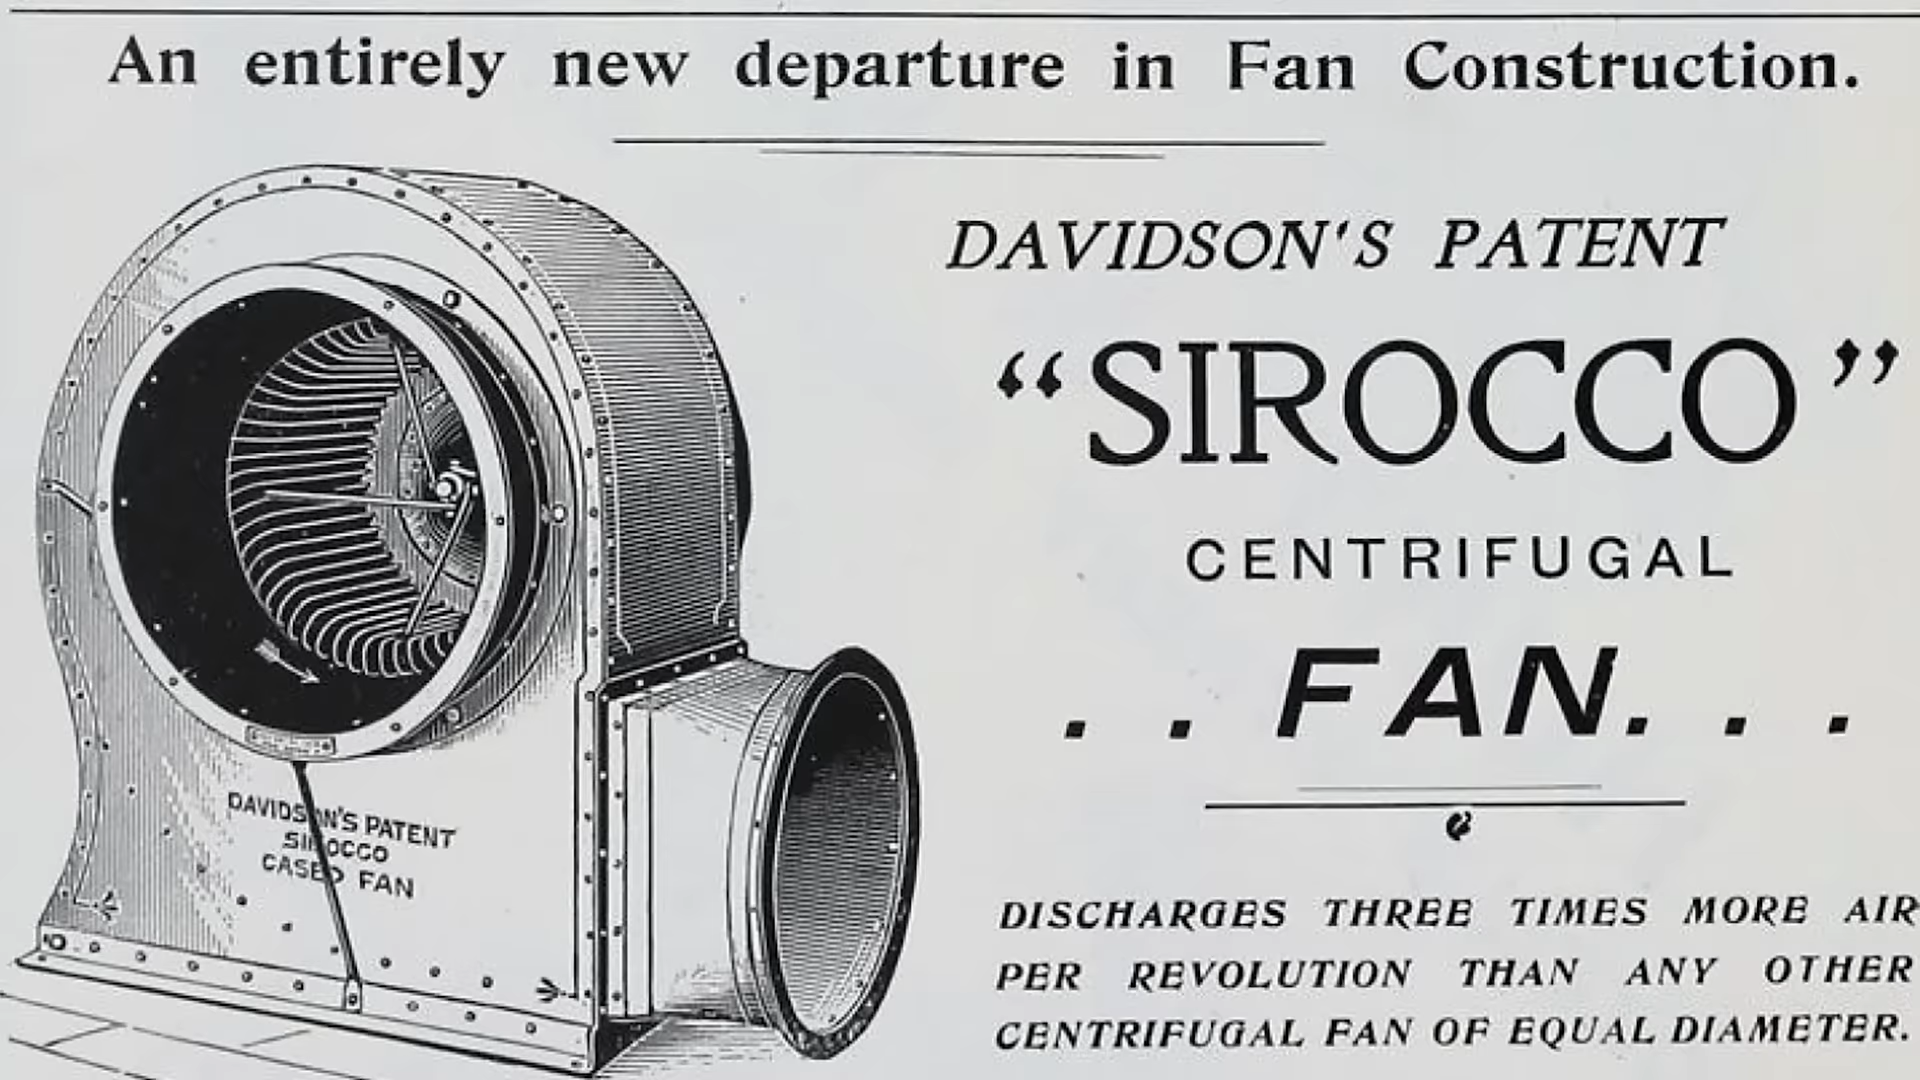 An entirely new departure in Fan Construction.
DAVIDSON'S PATENT
“SIROCCO”
CENTRIFUGAL
. . FAN. . .
DISCHARGES THREE TIMES MORE AIR
PER REVOLUTION THAN ANY OTHER
CENTRIFUGAL FAN OF EQUAL DIAMETER.
DAVIDSON'S PATENT
SIROCCO
CASED FAN